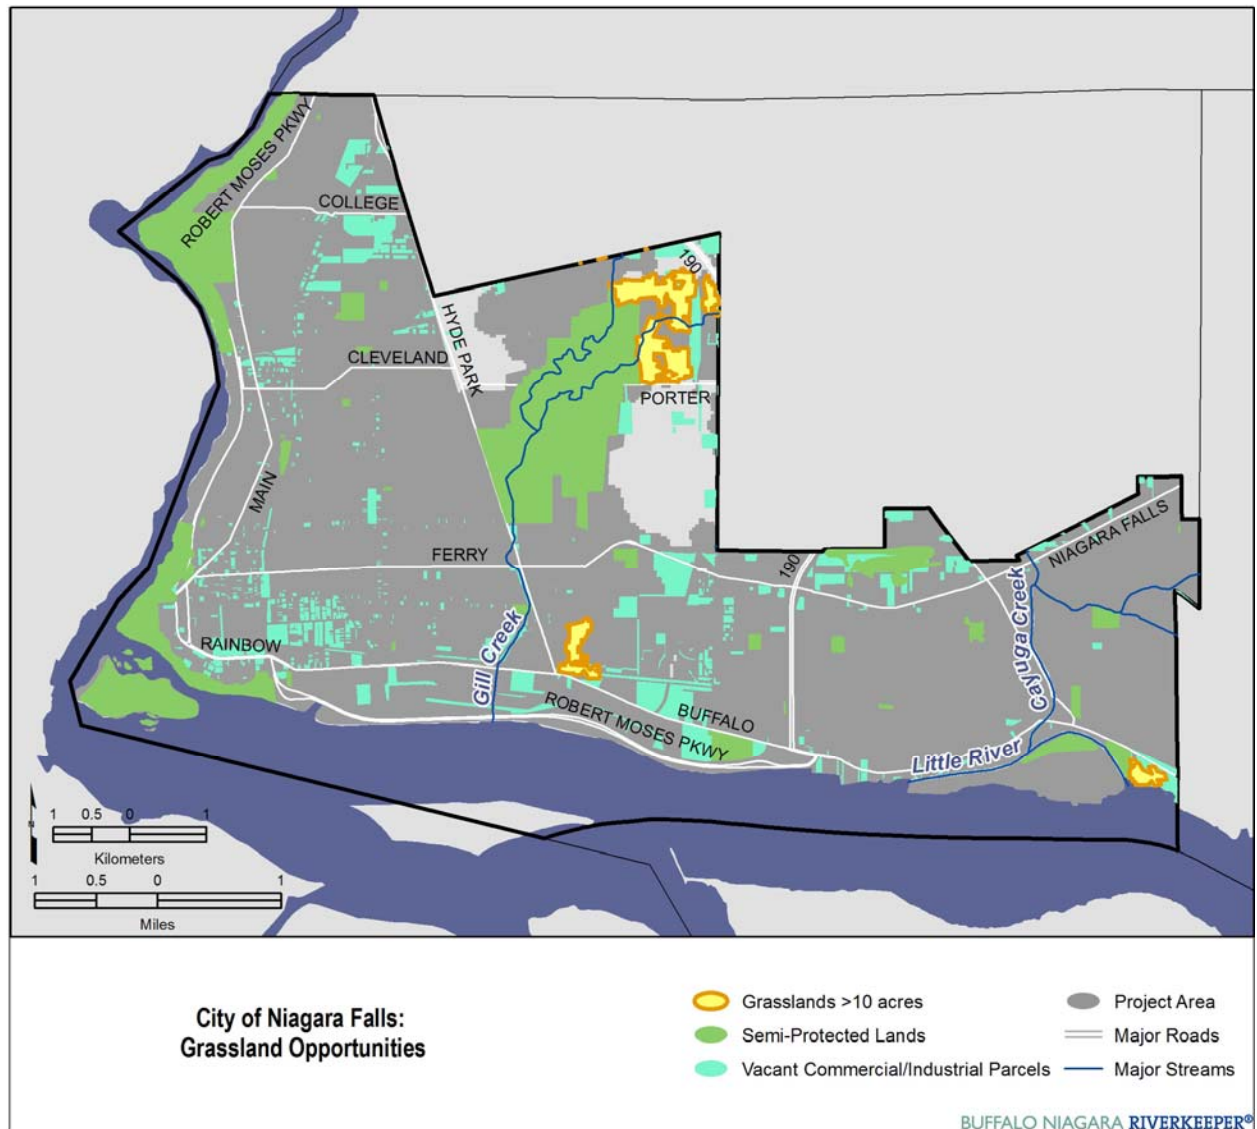 ROBERT MOSES PKWY
COLLEGE
190
HYDE PARK
CLEVELAND
PORTER
MAIN
FERRY
190
NIAGARA FALLS
Gill Creek
Cayuga Creek
RAINBOW
ROBERT MOSES PKWY
BUFFALO
Little River
N
1 0.5 0 1
Kilometers
1 0.5 0 1
Miles
City of Niagara Falls:
Grassland Opportunities
Grasslands >10 acres
Semi-Protected Lands
Vacant Commercial/Industrial Parcels
Project Area
Major Roads
Major Streams
BUFFALO NIAGARA RIVERKEEPER®